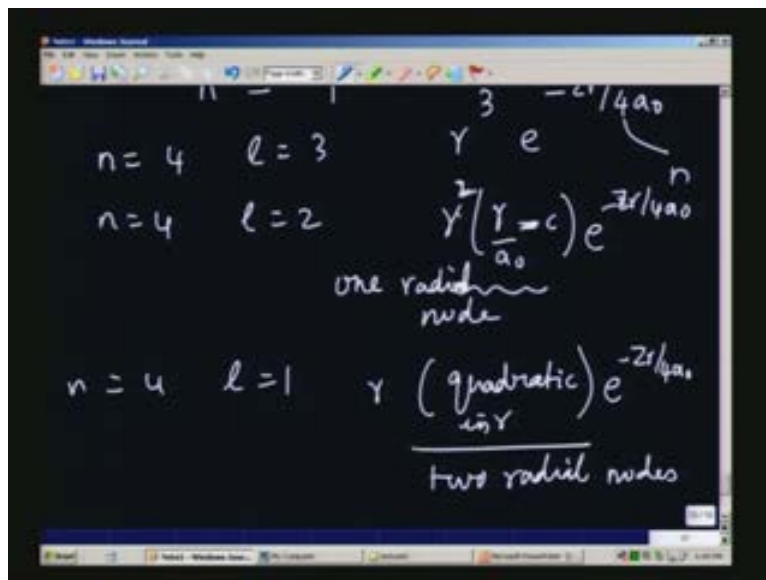 n = 4 l = 3 r³ e^-Zr/4a₀
n
n = 4 l = 2 r² (r/a₀ - c) e^-Zr/4a₀
one radial
node
n = 4 l = 1 r (quadratic in r) e^-Zr/4a₀
two radial nodes